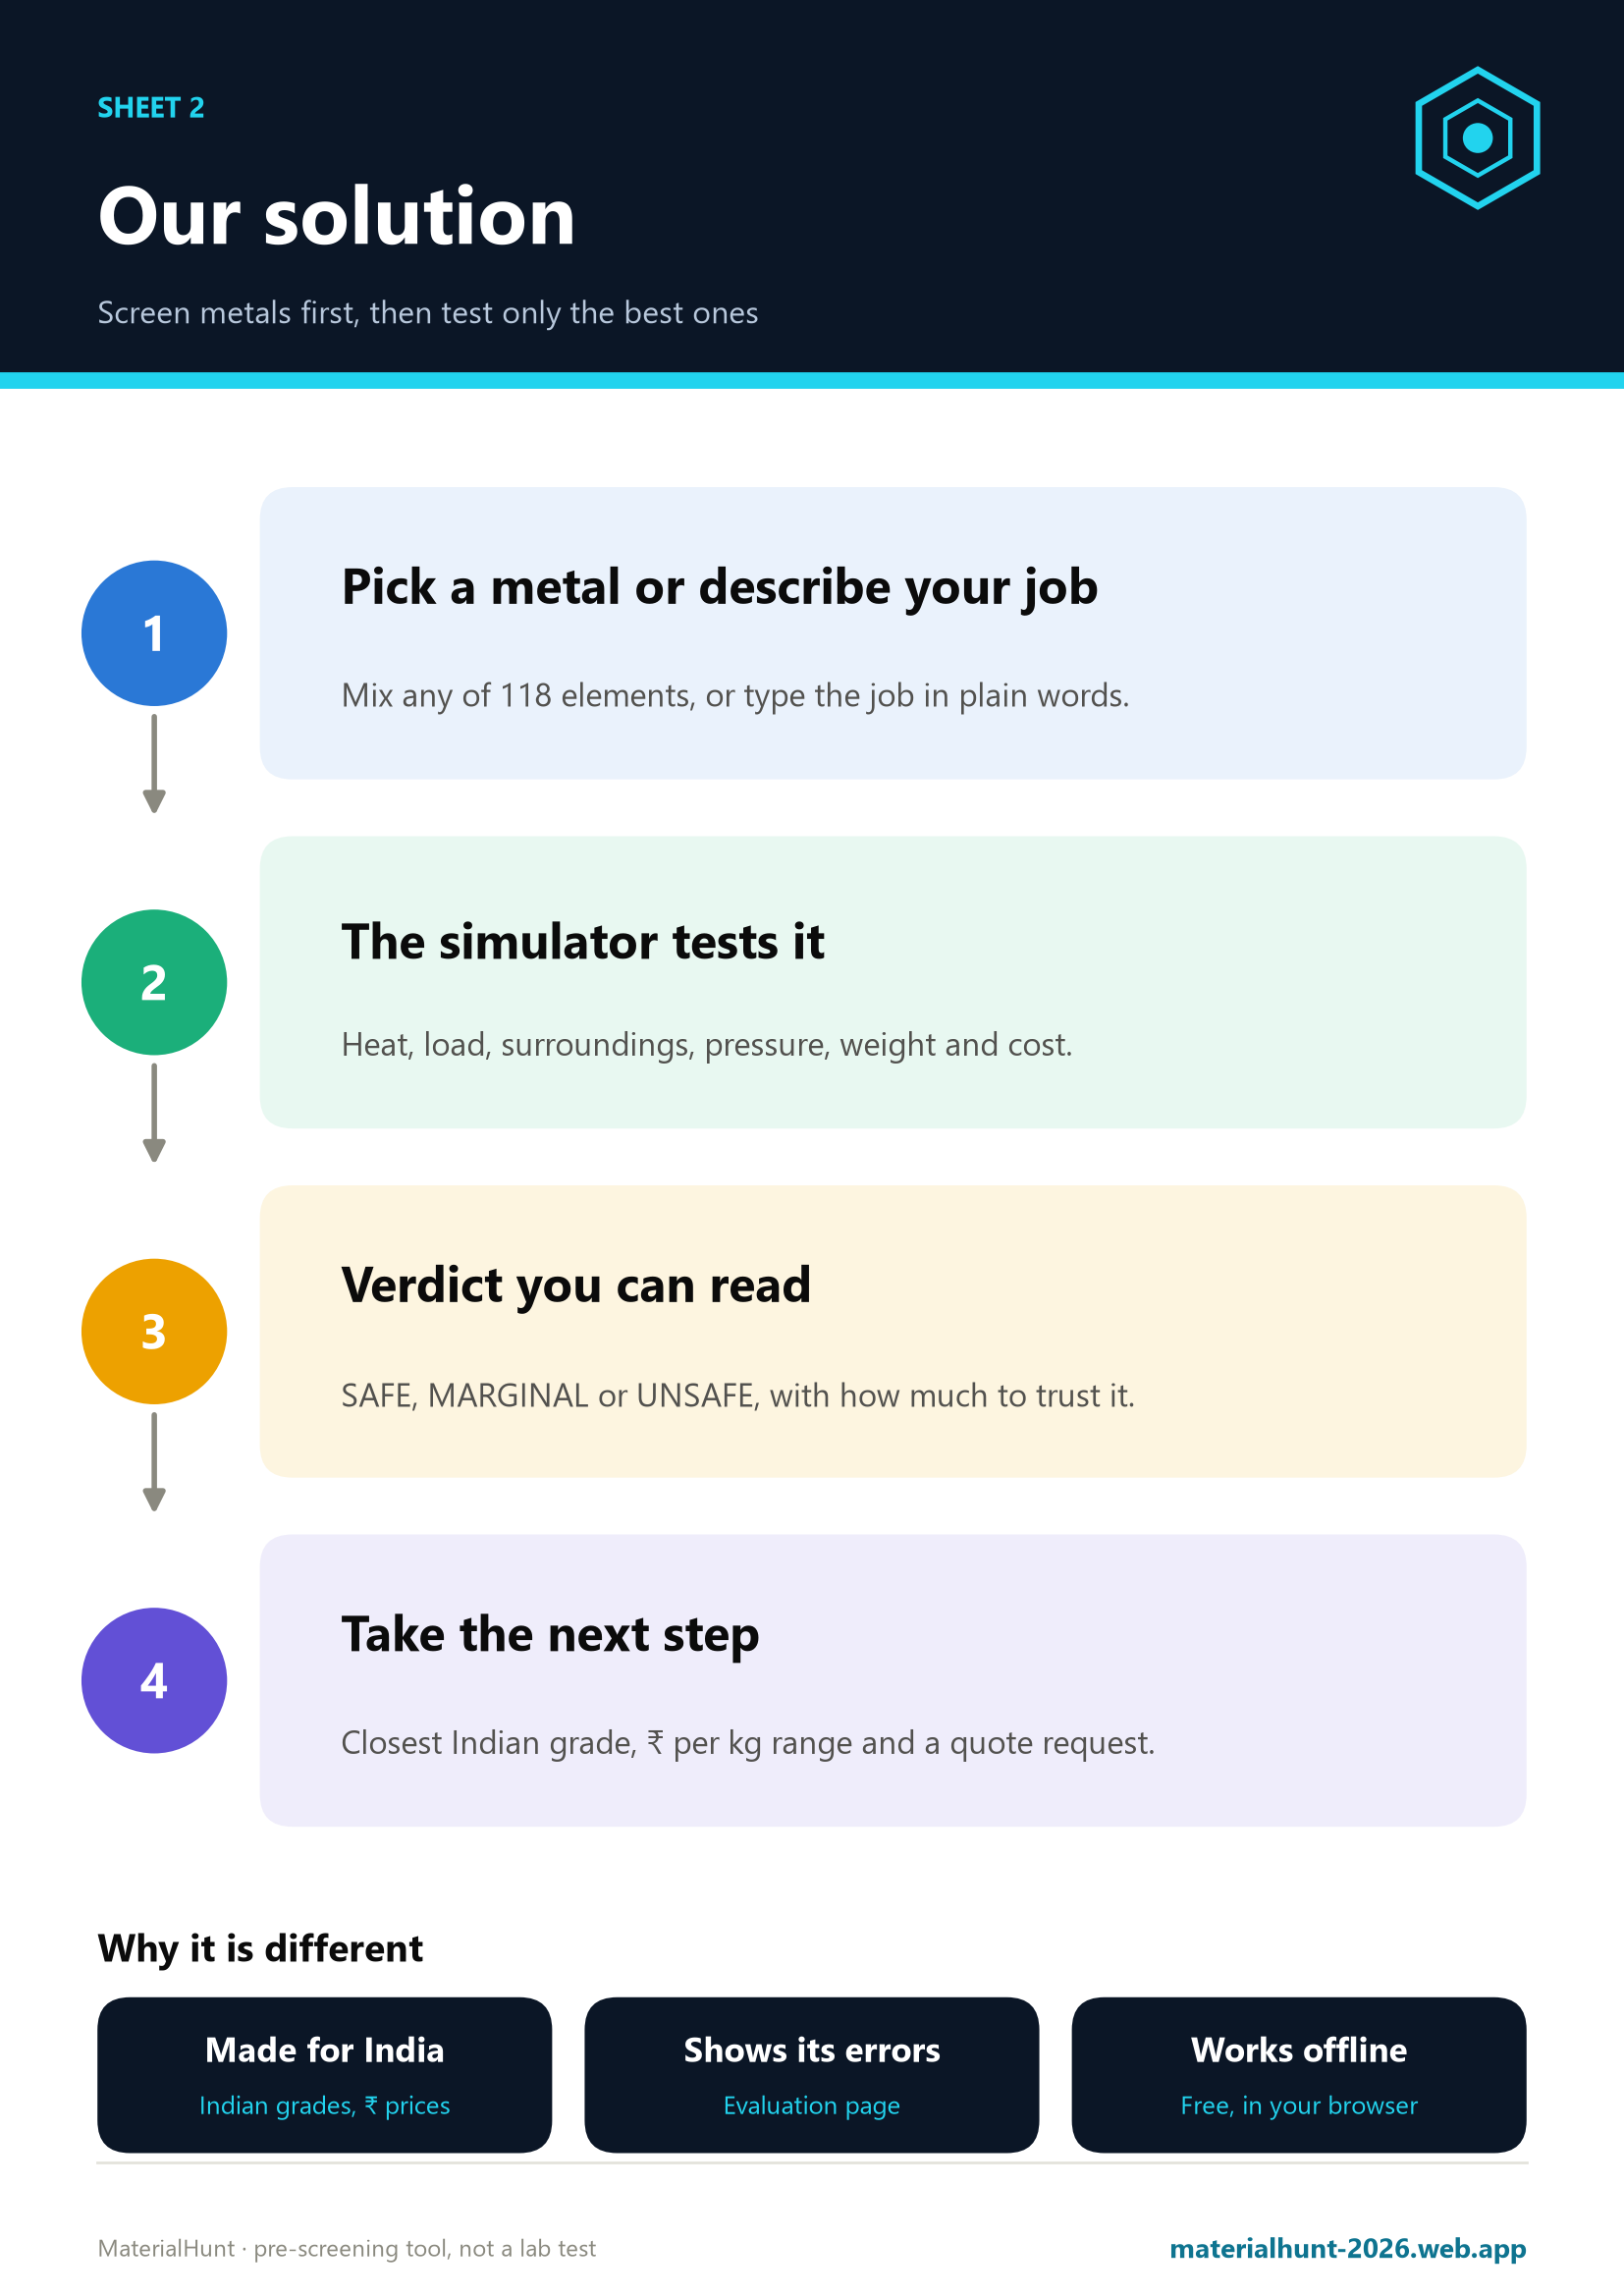 SHEET 2
Our solution
Screen metals first, then test only the best ones
1
Pick a metal or describe your job
Mix any of 118 elements, or type the job in plain words.
2
The simulator tests it
Heat, load, surroundings, pressure, weight and cost.
3
Verdict you can read
SAFE, MARGINAL or UNSAFE, with how much to trust it.
4
Take the next step
Closest Indian grade, ₹ per kg range and a quote request.
Why it is different
Made for India
Indian grades, ₹ prices
Shows its errors
Evaluation page
Works offline
Free, in your browser
MaterialHunt · pre-screening tool, not a lab test
materialhunt-2026.web.app